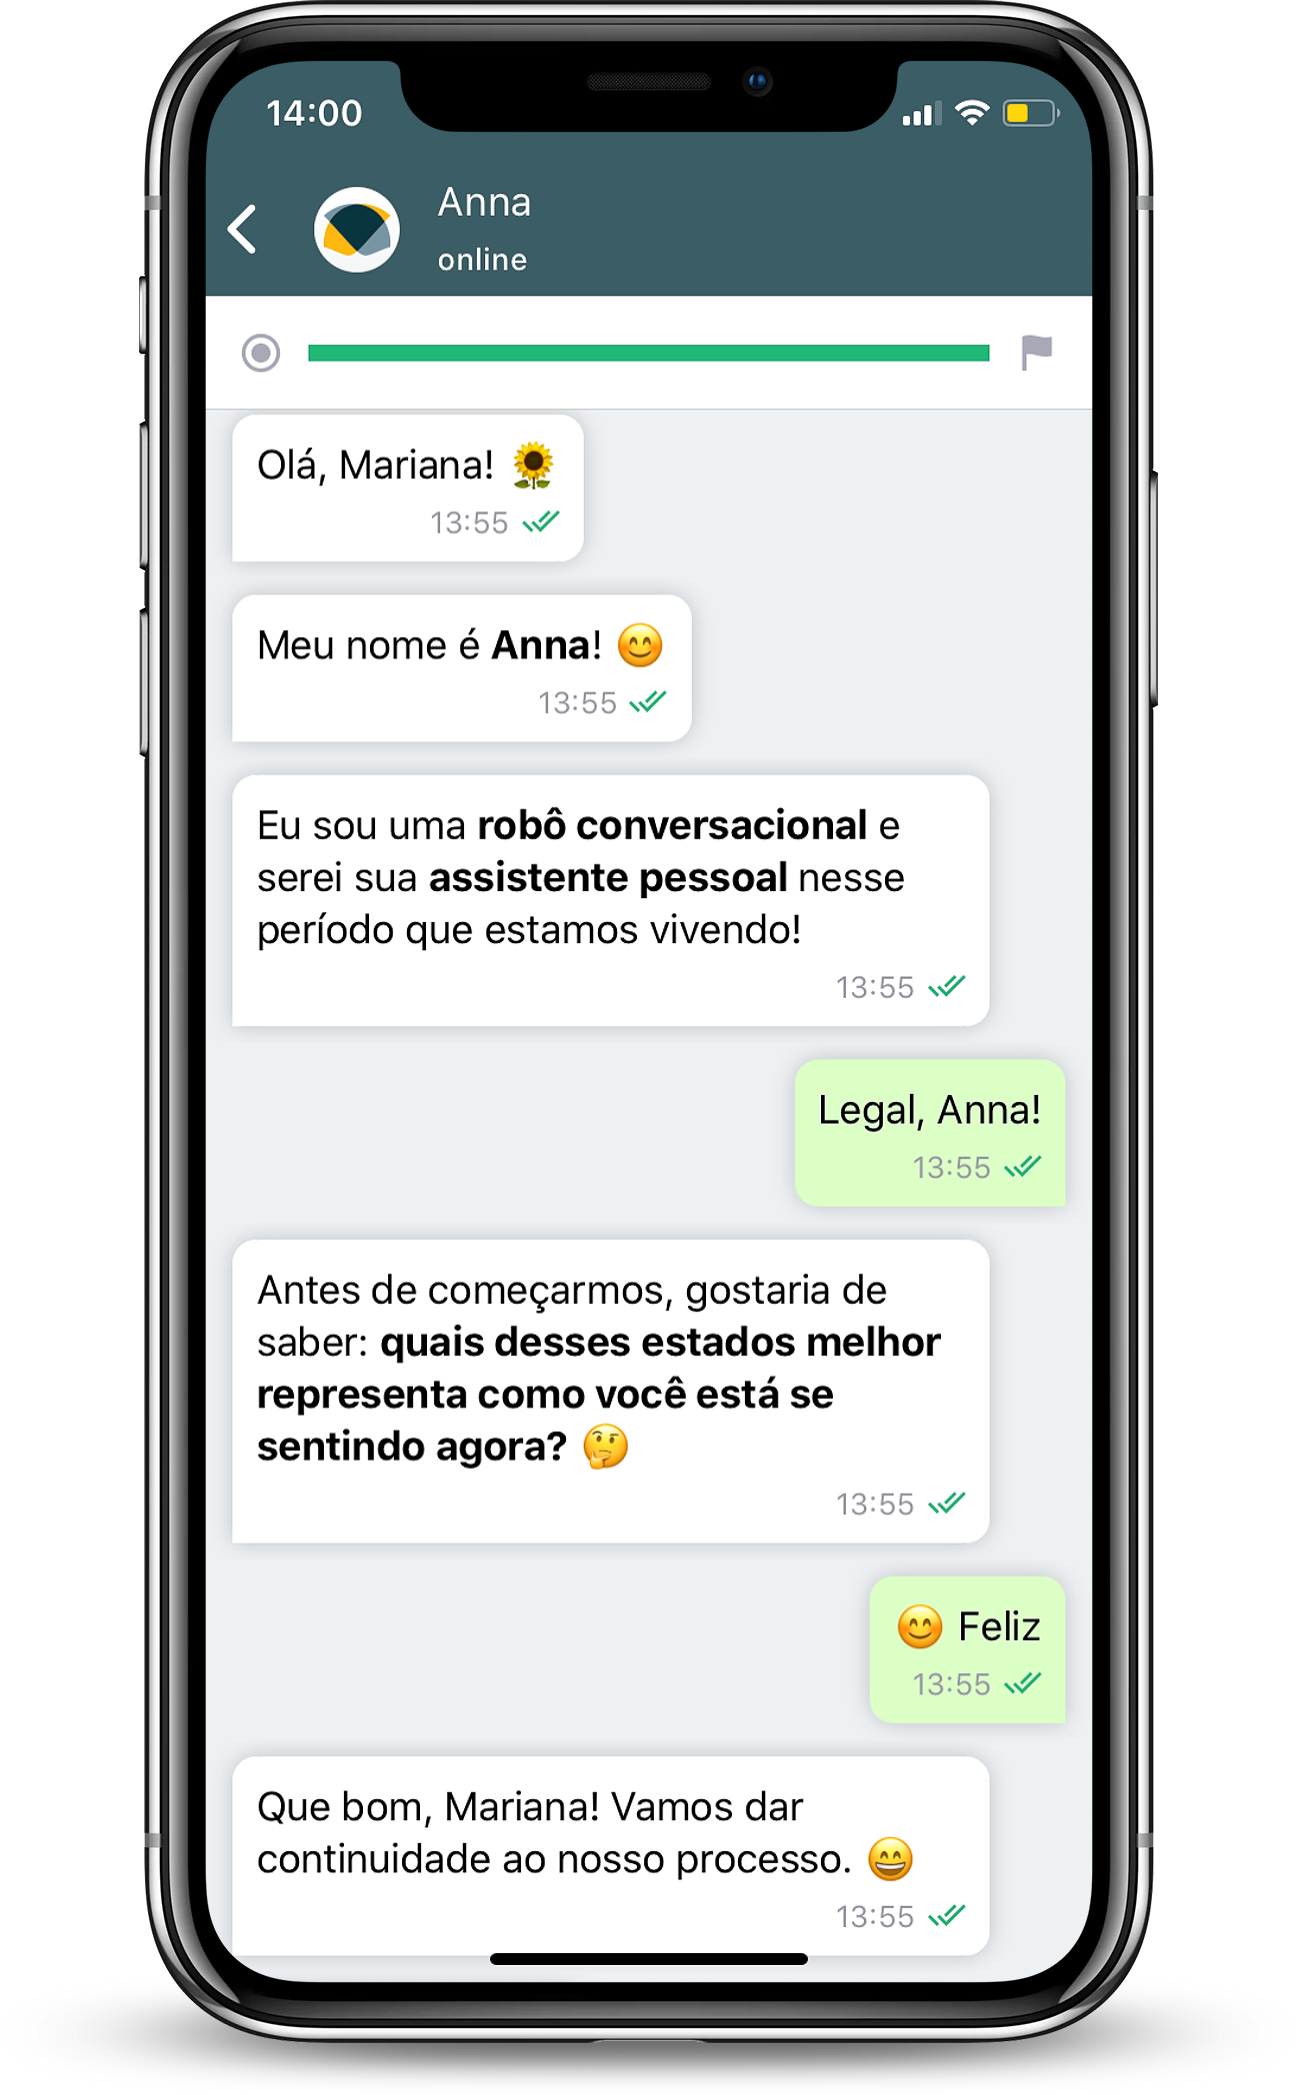 14:00
Anna
online
Olá, Mariana! 🌻
13:55
Meu nome é Anna! 😊
13:55
Eu sou uma robô conversacional e
serei sua assistente pessoal nesse
período que estamos vivendo!
13:55
Legal, Anna!
13:55
Antes de começarmos, gostaria de
saber: quais desses estados melhor
representa como você está se
sentindo agora? 🤔
13:55
😊 Feliz
13:55
Que bom, Mariana! Vamos dar
continuidade ao nosso processo. 😄
13:55